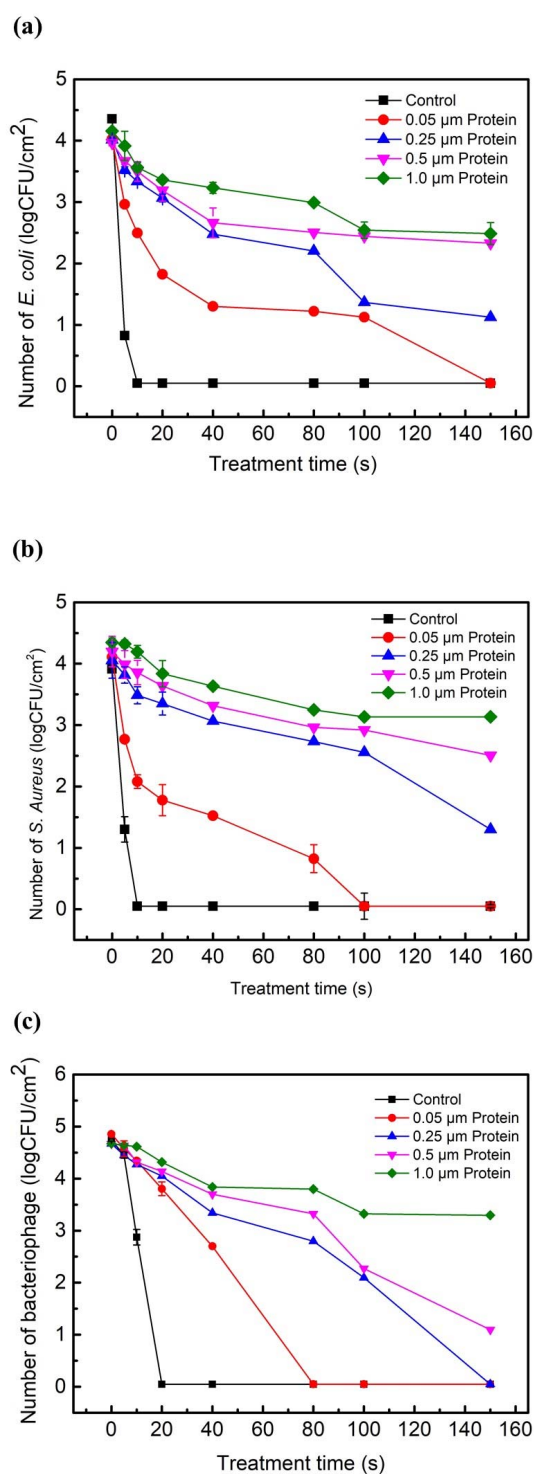 (a)
5
4
3
2
1
0
Number of E. coli (logCFU/cm²)
Control
0.05 µm Protein
0.25 µm Protein
0.5 µm Protein
1.0 µm Protein
0 20 40 60 80 100 120 140 160
Treatment time (s)
(b)
5
4
3
2
1
0
Number of S. Aureus (logCFU/cm²)
Control
0.05 µm Protein
0.25 µm Protein
0.5 µm Protein
1.0 µm Protein
0 20 40 60 80 100 120 140 160
Treatment time (s)
(c)
6
5
4
3
2
1
0
Number of bacteriophage (logCFU/cm²)
Control
0.05 µm Protein
0.25 µm Protein
0.5 µm Protein
1.0 µm Protein
0 20 40 60 80 100 120 140 160
Treatment time (s)